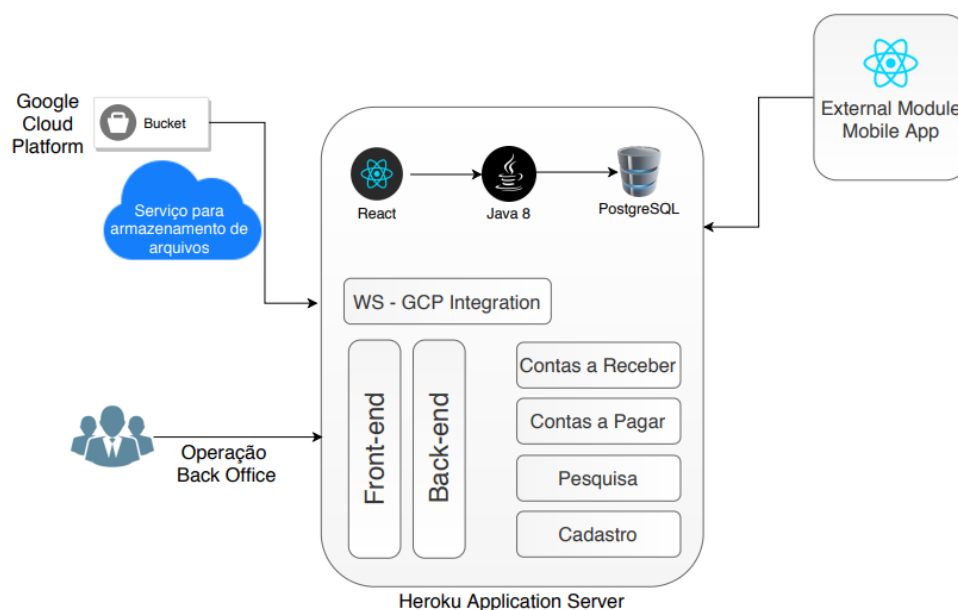 Google
Cloud
Platform
Bucket
Serviço para
armazenamento de
arquivos
External Module
Mobile App
React
Java 8
PostgreSQL
WS - GCP Integration
Front-end
Back-end
Contas a Receber
Contas a Pagar
Pesquisa
Cadastro
Operação
Back Office
Heroku Application Server